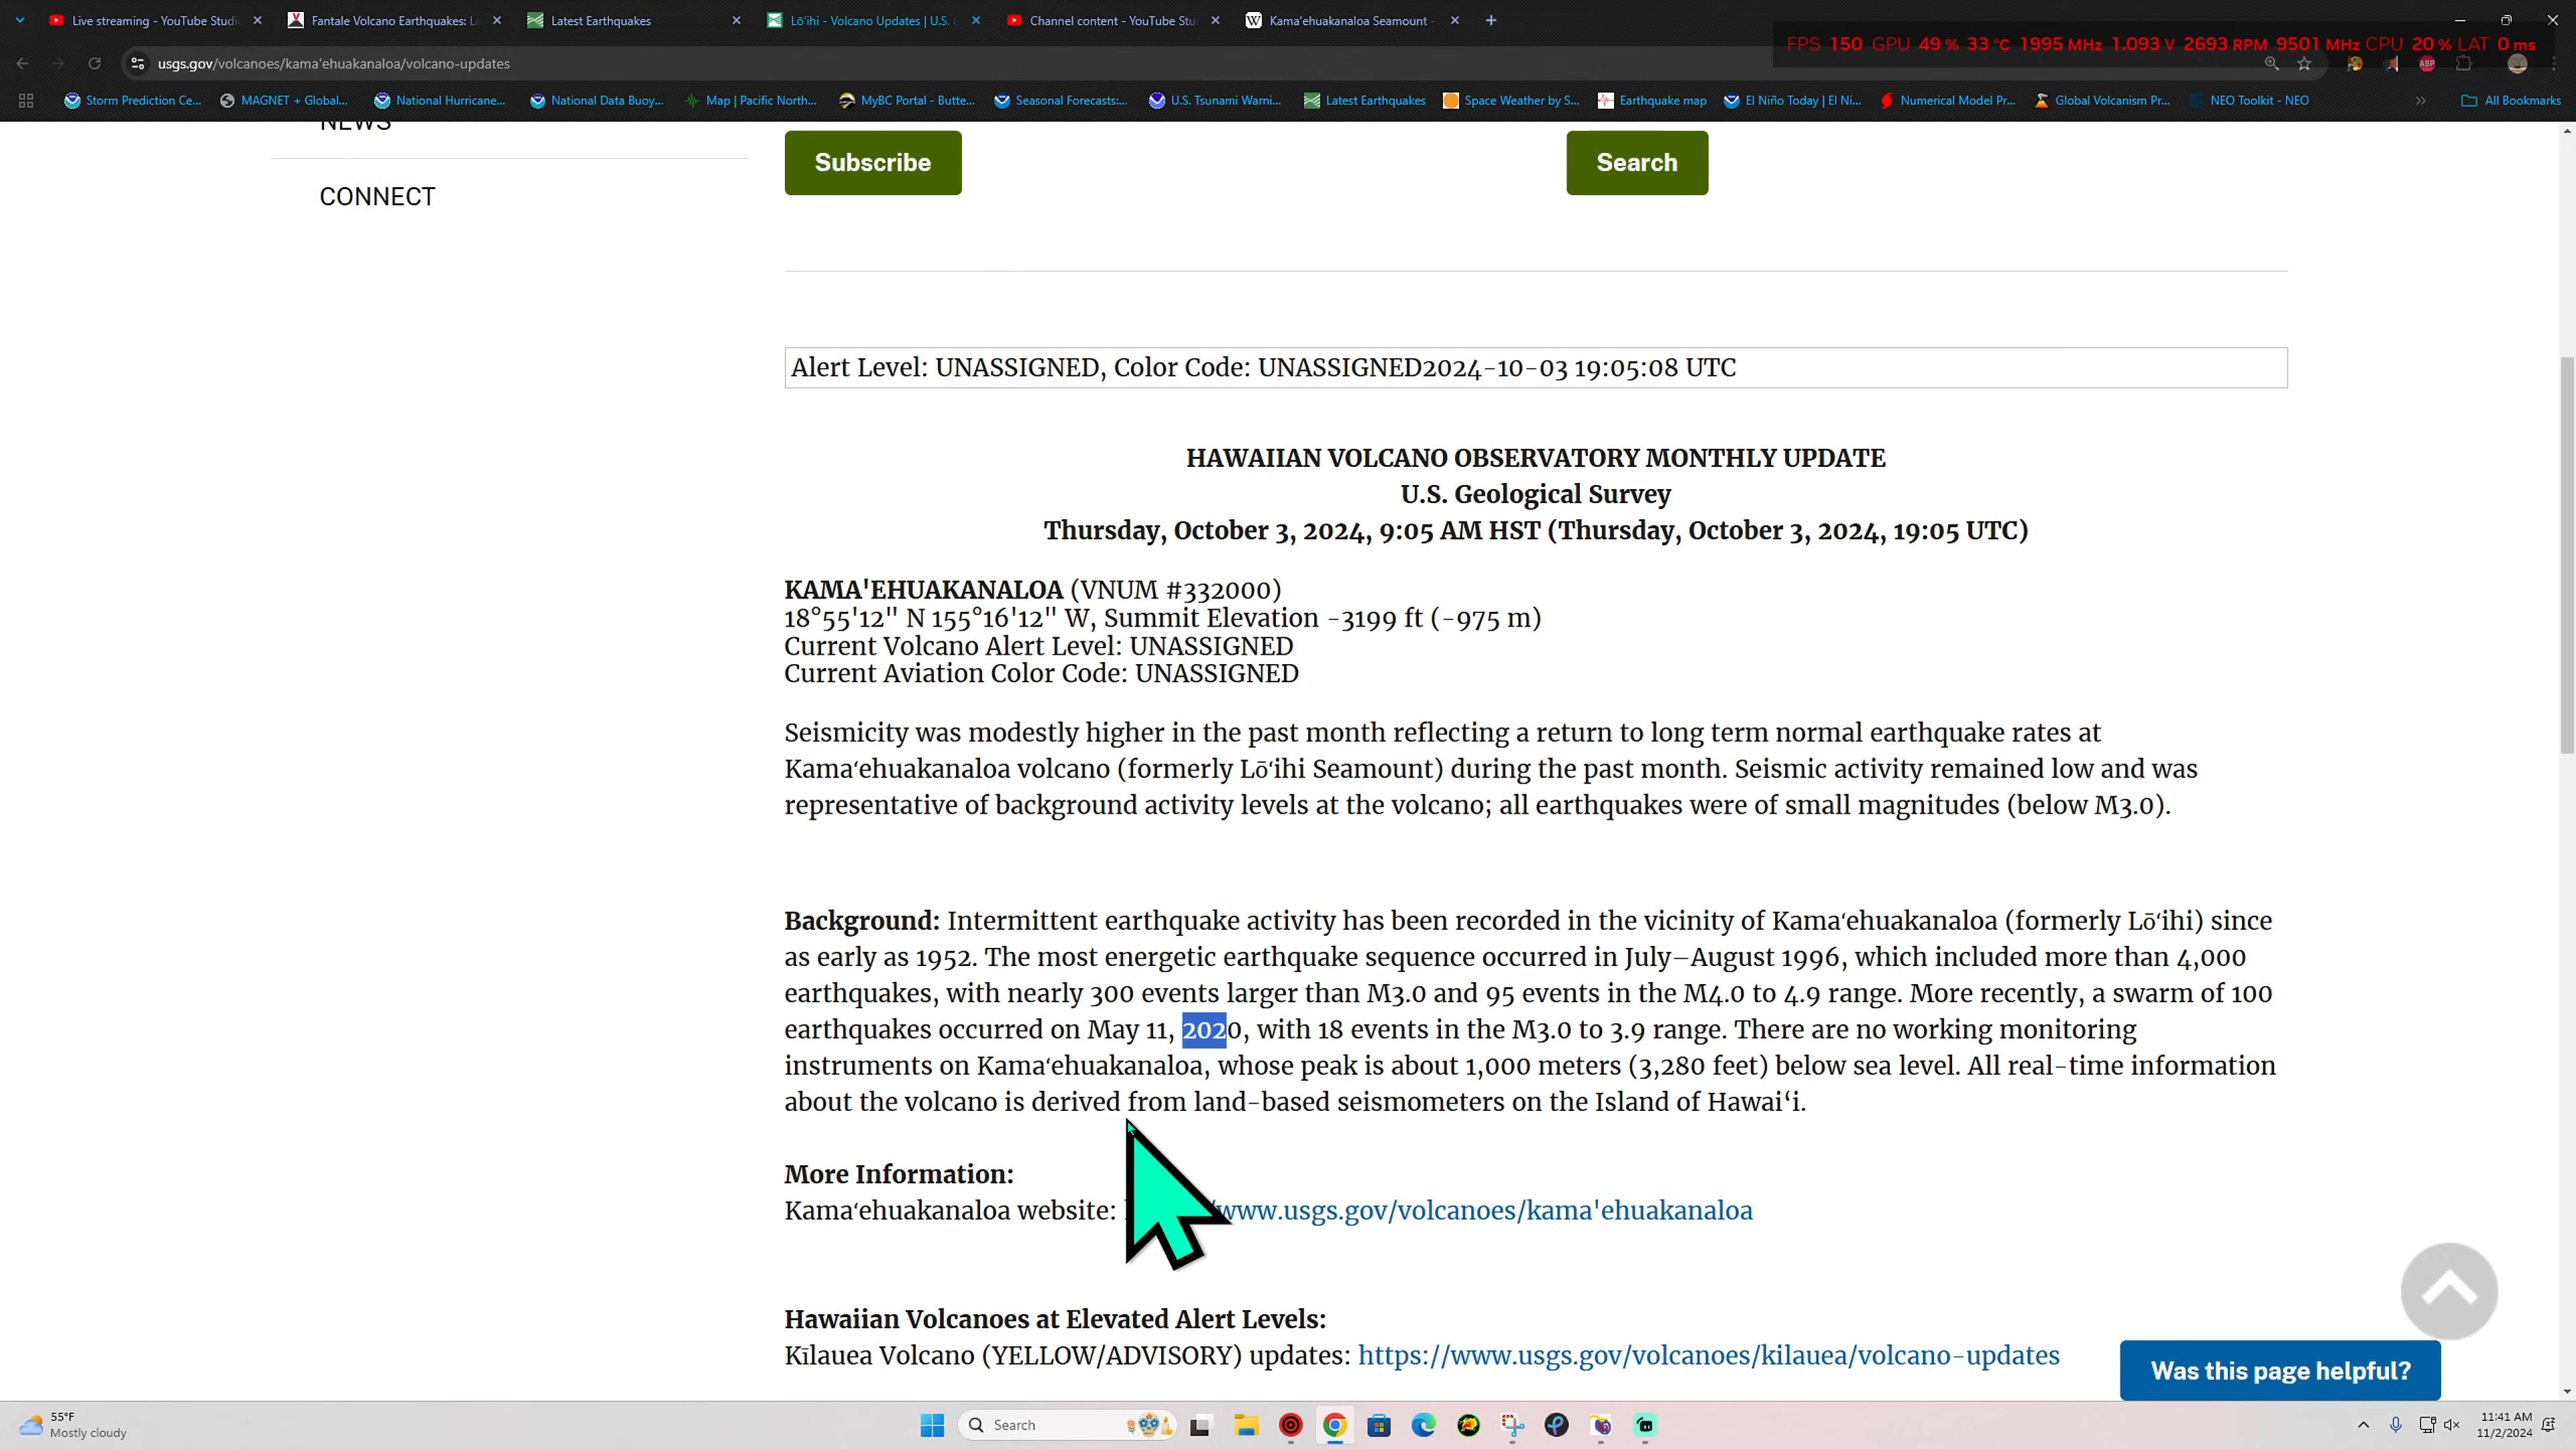 Live streaming - YouTube Studi
Fantale Volcano Earthquakes: La
Latest Earthquakes
Lō'ihi - Volcano Updates | U.S. G
Channel content - YouTube Stu
Kama'ehuakanaloa Seamount -
FPS 150 GPU 49 % 33 °C 1995 MHz 1.093 V 2693 RPM 9501 MHz CPU 20 % LAT 0 ms
usgs.gov/volcanoes/kama'ehuakanaloa/volcano-updates
ABP
Storm Prediction Ce...
MAGNET + Global...
National Hurricane...
National Data Buoy...
Map | Pacific North...
MyBC Portal - Butte...
Seasonal Forecasts:...
U.S. Tsunami Warni...
Latest Earthquakes
Space Weather by S...
Earthquake map
El Niño Today | El Ni...
Numerical Model Pr...
Global Volcanism Pr...
NEO Toolkit - NEO
All Bookmarks
NEWS
CONNECT
Subscribe
Search
Alert Level: UNASSIGNED, Color Code: UNASSIGNED2024-10-03 19:05:08 UTC
HAWAIIAN VOLCANO OBSERVATORY MONTHLY UPDATE
U.S. Geological Survey
Thursday, October 3, 2024, 9:05 AM HST (Thursday, October 3, 2024, 19:05 UTC)
KAMA'EHUAKANALOA (VNUM #332000)
18°55'12" N 155°16'12" W, Summit Elevation -3199 ft (-975 m)
Current Volcano Alert Level: UNASSIGNED
Current Aviation Color Code: UNASSIGNED
Seismicity was modestly higher in the past month reflecting a return to long term normal earthquake rates at
Kamaʻehuakanaloa volcano (formerly Lōʻihi Seamount) during the past month. Seismic activity remained low and was
representative of background activity levels at the volcano; all earthquakes were of small magnitudes (below M3.0).
Background: Intermittent earthquake activity has been recorded in the vicinity of Kamaʻehuakanaloa (formerly Lōʻihi) since
as early as 1952. The most energetic earthquake sequence occurred in July–August 1996, which included more than 4,000
earthquakes, with nearly 300 events larger than M3.0 and 95 events in the M4.0 to 4.9 range. More recently, a swarm of 100
earthquakes occurred on May 11, 2020, with 18 events in the M3.0 to 3.9 range. There are no working monitoring
instruments on Kamaʻehuakanaloa, whose peak is about 1,000 meters (3,280 feet) below sea level. All real-time information
about the volcano is derived from land-based seismometers on the Island of Hawaiʻi.
More Information:
Kamaʻehuakanaloa website: /www.usgs.gov/volcanoes/kama'ehuakanaloa
Hawaiian Volcanoes at Elevated Alert Levels:
Kīlauea Volcano (YELLOW/ADVISORY) updates: https://www.usgs.gov/volcanoes/kilauea/volcano-updates
Was this page helpful?
55°F
Mostly cloudy
Search
11:41 AM
11/2/2024